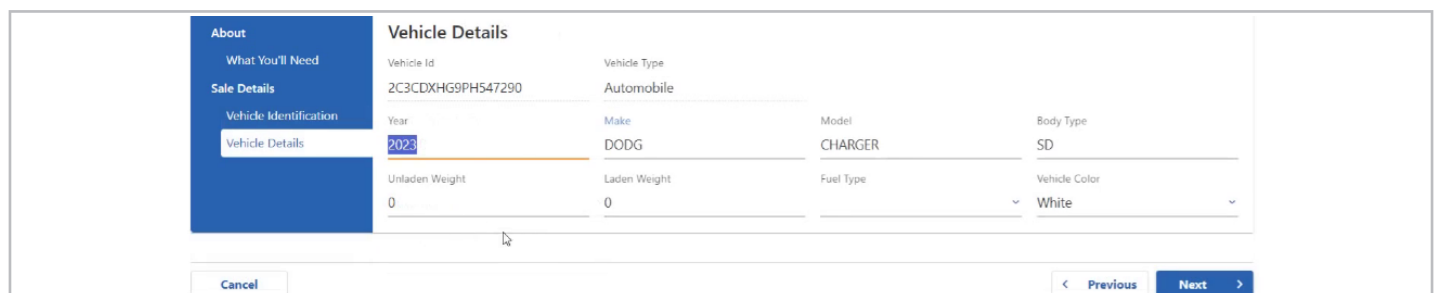 About
What You'll Need
Sale Details
Vehicle Identification
Vehicle Details
Vehicle Details
Vehicle Id Vehicle Type
2C3CDXHG9PH547290 Automobile
Year Make Model Body Type
2023 DODG CHARGER SD
Unladen Weight Laden Weight Fuel Type Vehicle Color
0 0 White
Cancel Previous Next